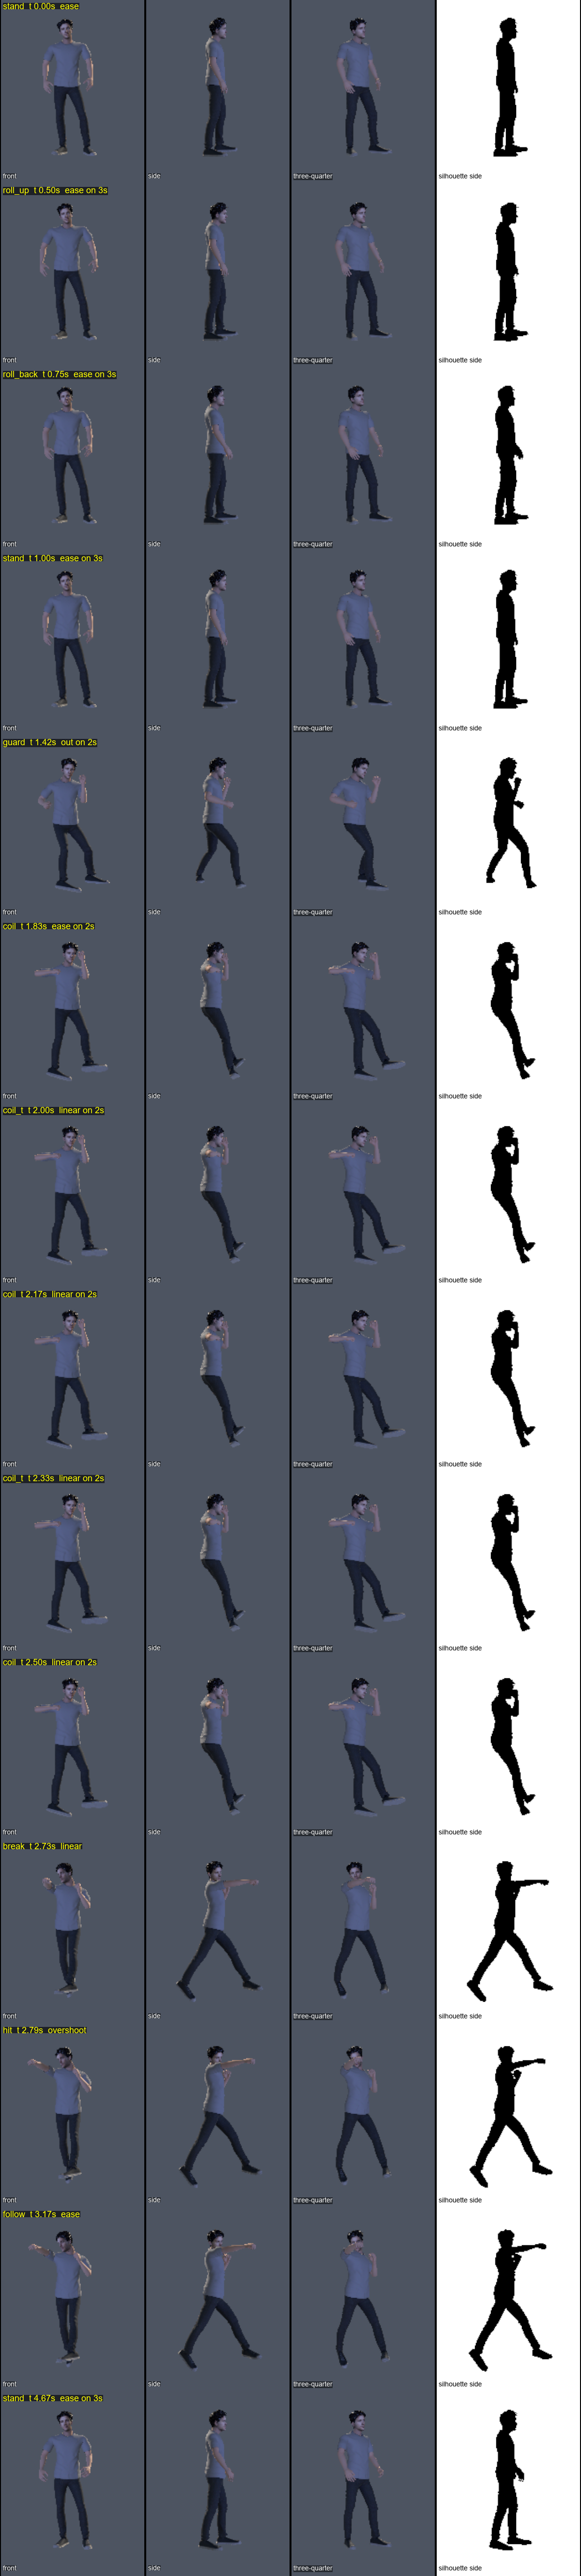 stand t 0.00s ease
front side three-quarter silhouette side
roll_up t 0.50s ease on 3s
front side three-quarter silhouette side
roll_back t 0.75s ease on 3s
front side three-quarter silhouette side
stand t 1.00s ease on 3s
front side three-quarter silhouette side
guard t 1.42s out on 2s
front side three-quarter silhouette side
coil t 1.83s ease on 2s
front side three-quarter silhouette side
coil_t t 2.00s linear on 2s
front side three-quarter silhouette side
coil t 2.17s linear on 2s
front side three-quarter silhouette side
coil_t t 2.33s linear on 2s
front side three-quarter silhouette side
coil t 2.50s linear on 2s
front side three-quarter silhouette side
break t 2.73s linear
front side three-quarter silhouette side
hit t 2.79s overshoot
front side three-quarter silhouette side
follow t 3.17s ease
front side three-quarter silhouette side
stand t 4.67s ease on 3s
front side three-quarter silhouette side